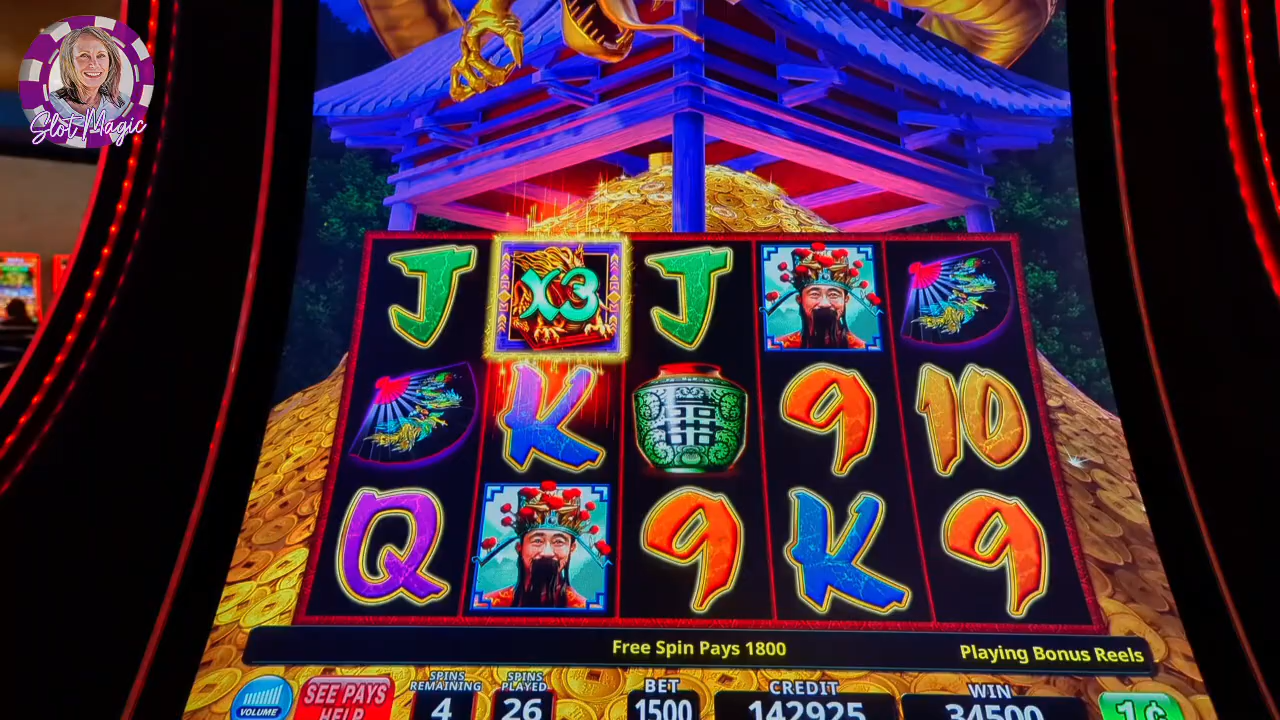 Slot Magic
J
X3
J
K
9
10
Q
9
K
9
Free Spin Pays 1800
Playing Bonus Reels
VOLUME
SEE PAYS
HELP
SPINS
REMAINING
4
SPINS
PLAYED
26
BET
1500
CREDIT
142925
WIN
34500
1¢